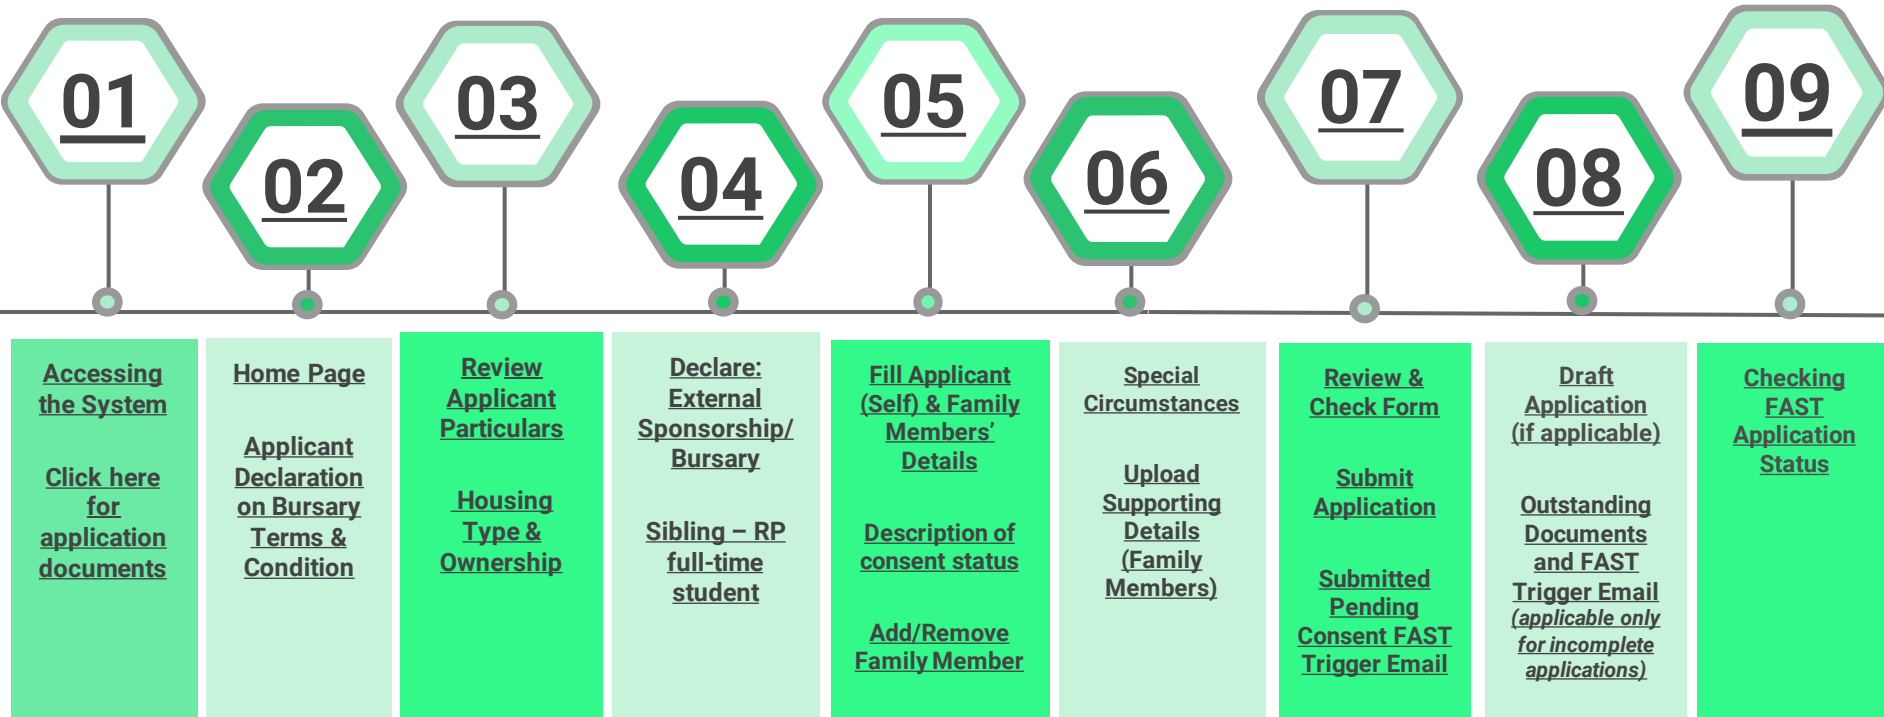 01
02
03
04
05
06
07
08
09
Accessing
the System
Click here
for
application
documents
Home Page
Applicant
Declaration
on Bursary
Terms &
Condition
Review
Applicant
Particulars
Housing
Type &
Ownership
Declare:
External
Sponsorship/
Bursary
Sibling – RP
full-time
student
Fill Applicant
(Self) & Family
Members’
Details
Description of
consent status
Add/Remove
Family Member
Special
Circumstances
Upload
Supporting
Details
(Family
Members)
Review &
Check Form
Submit
Application
Submitted
Pending
Consent FAST
Trigger Email
Draft
Application
(if applicable)
Outstanding
Documents
and FAST
Trigger Email
(applicable only
for incomplete
applications)
Checking
FAST
Application
Status